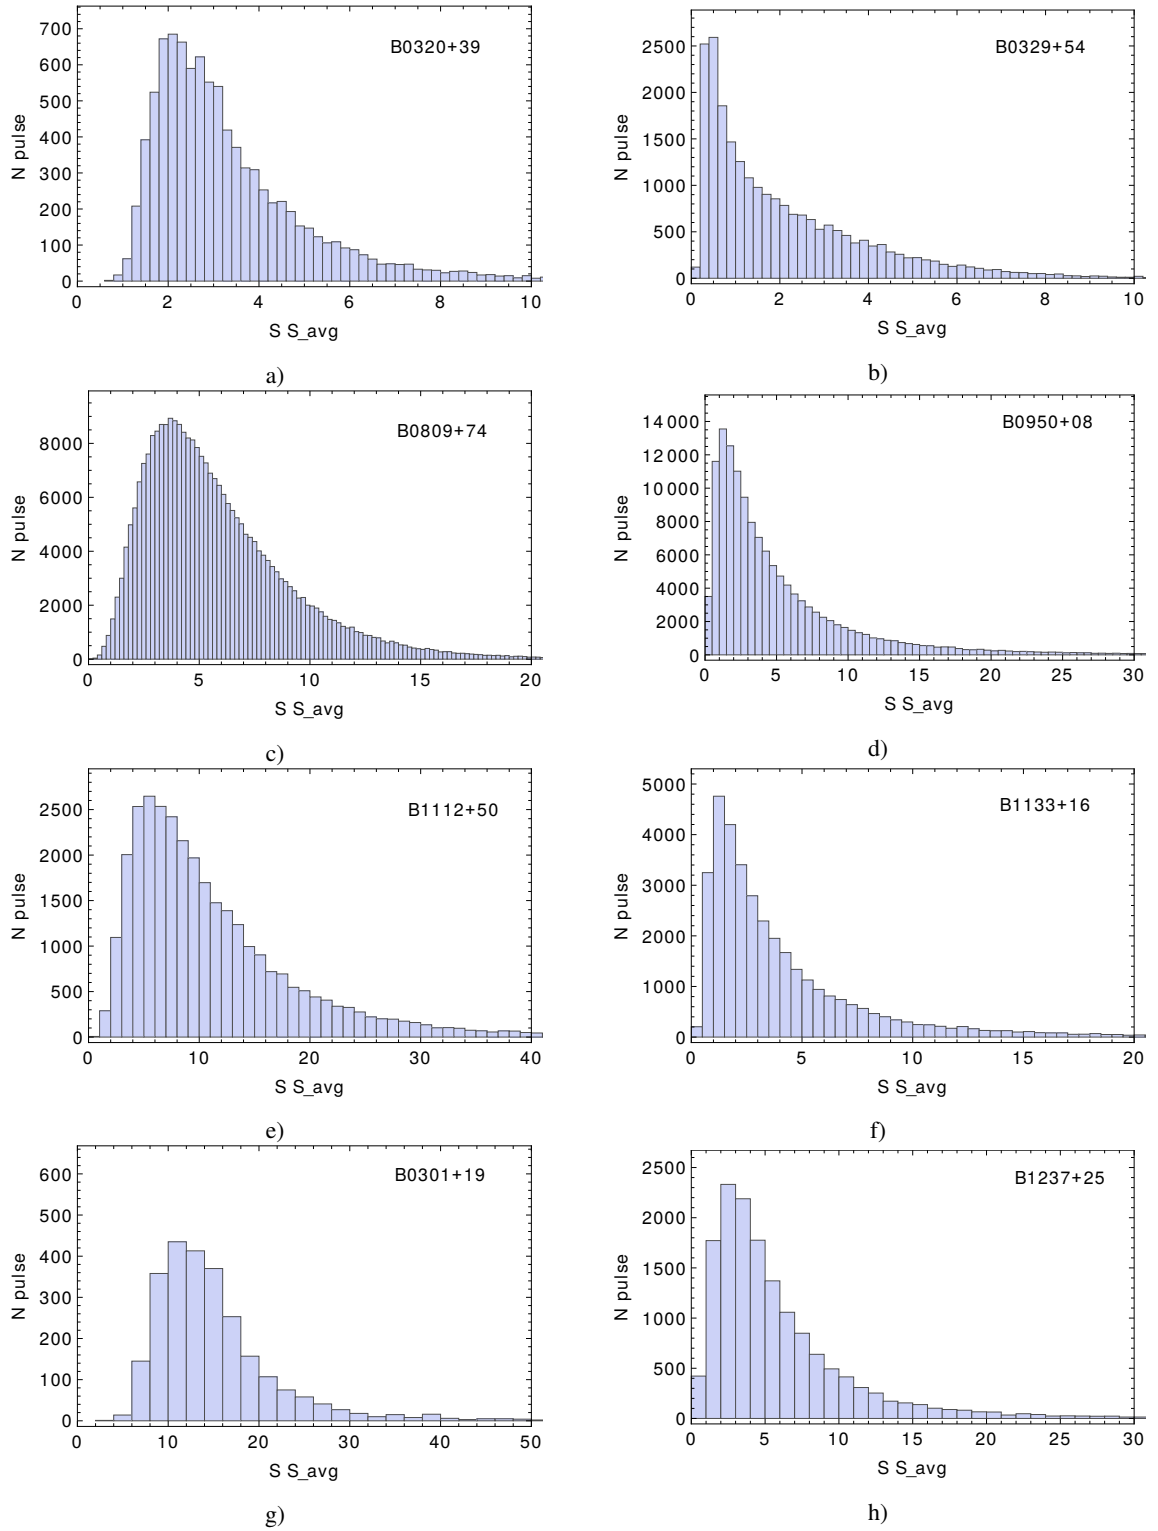 B0320+39
N pulse
700
600
500
400
300
200
100
0
0 2 4 6 8 10
S S_avg
a)
B0329+54
N pulse
2500
2000
1500
1000
500
0
0 2 4 6 8 10
S S_avg
b)
B0809+74
N pulse
8000
6000
4000
2000
0
0 5 10 15 20
S S_avg
c)
B0950+08
N pulse
14 000
12 000
10 000
8000
6000
4000
2000
0
0 5 10 15 20 25 30
S S_avg
d)
B1112+50
N pulse
2500
2000
1500
1000
500
0
0 10 20 30 40
S S_avg
e)
B1133+16
N pulse
5000
4000
3000
2000
1000
0
0 5 10 15 20
S S_avg
f)
B0301+19
N pulse
600
500
400
300
200
100
0
0 10 20 30 40 50
S S_avg
g)
B1237+25
N pulse
2500
2000
1500
1000
500
0
0 5 10 15 20 25 30
S S_avg
h)